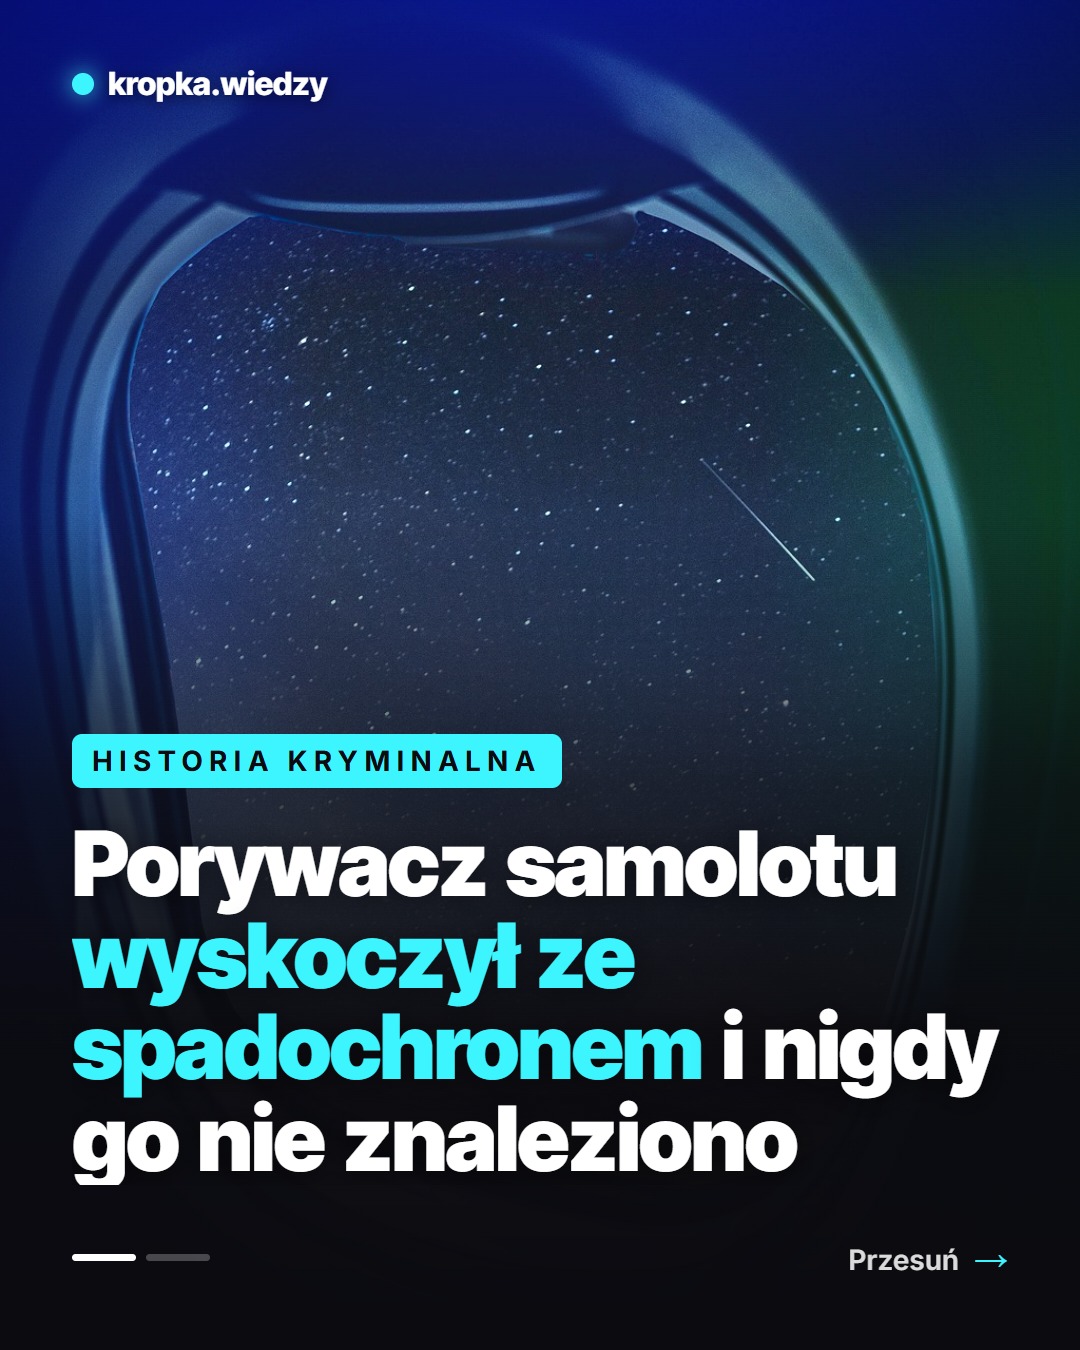 kropka.wiedzy
HISTORIA KRYMINALNA
Porywacz samolotu
wyskoczył ze
spadochronem i nigdy
go nie znaleziono
Przesuń →